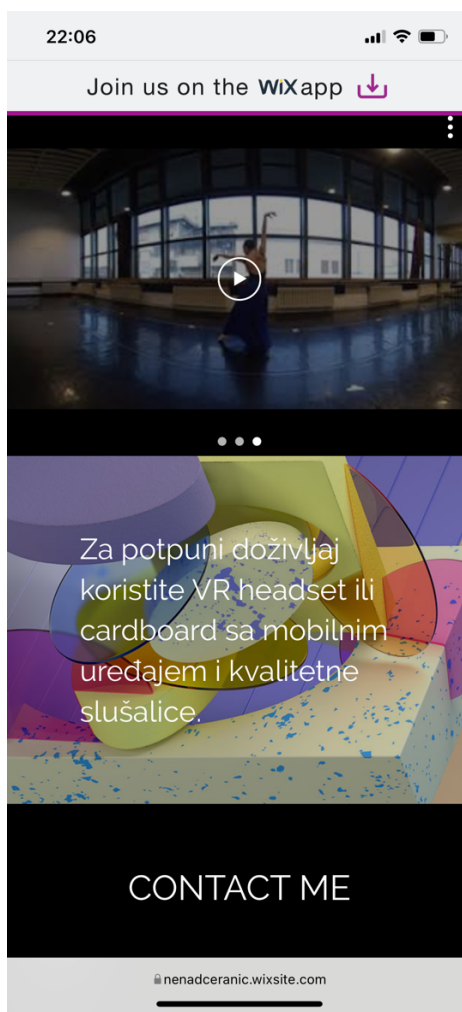 22:06
Join us on the WiX app
Za potpuni doživljaj
koristite VR headset ili
cardboard sa mobilnim
uređajem i kvalitetne
slušalice.
CONTACT ME
nenadceranic.wixsite.com